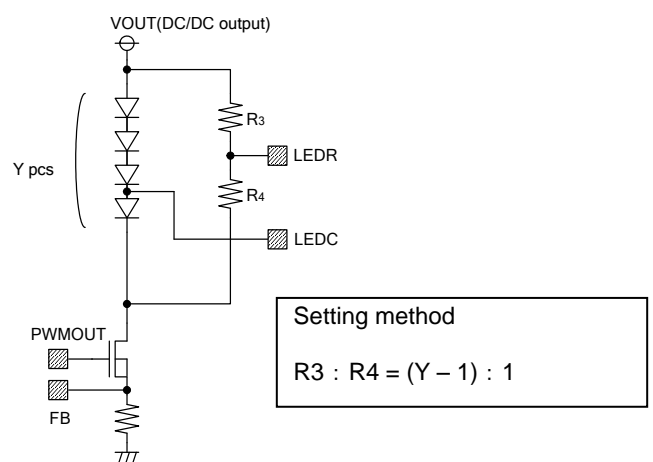 VOUT(DC/DC output)
R3
LEDR
Y pcs
R4
LEDC
PWMOUT
FB
Setting method
R3 : R4 = (Y – 1) : 1